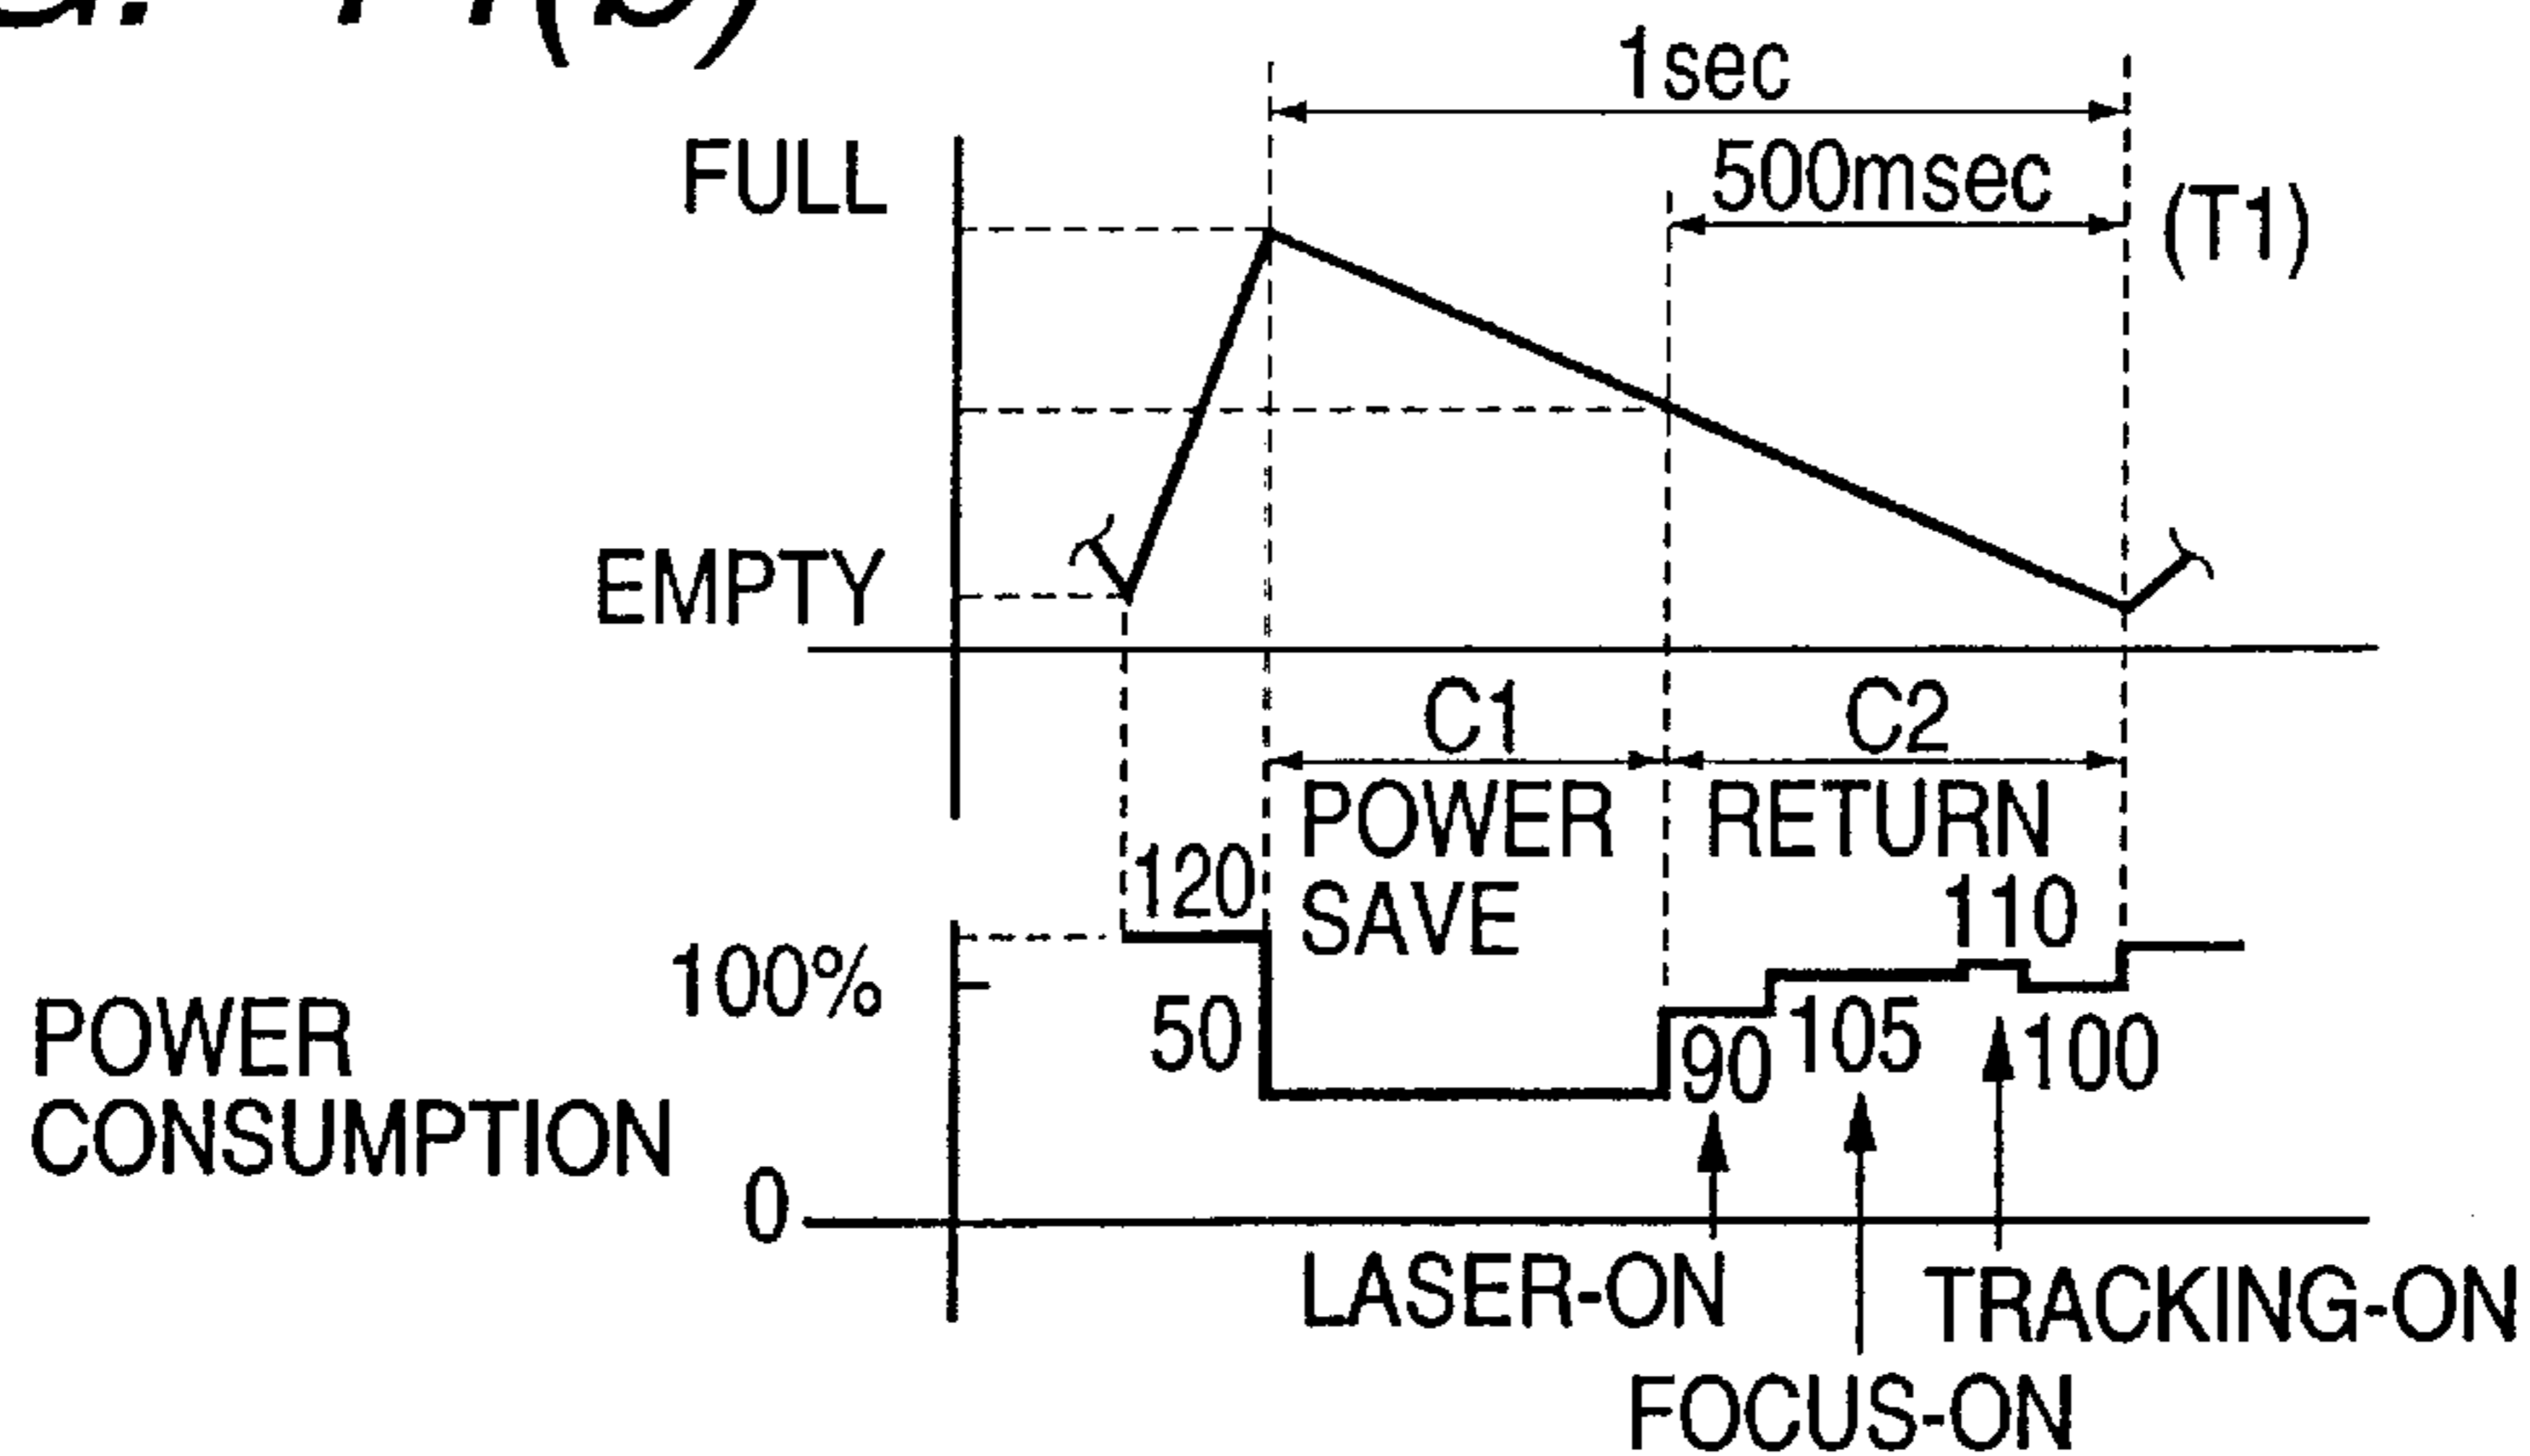 1sec
FULL
500msec
(T1)
EMPTY
C1
C2
POWER
SAVE
RETURN
120
110
100%
50
90
105
100
POWER
CONSUMPTION
0
LASER-ON
TRACKING-ON
FOCUS-ON